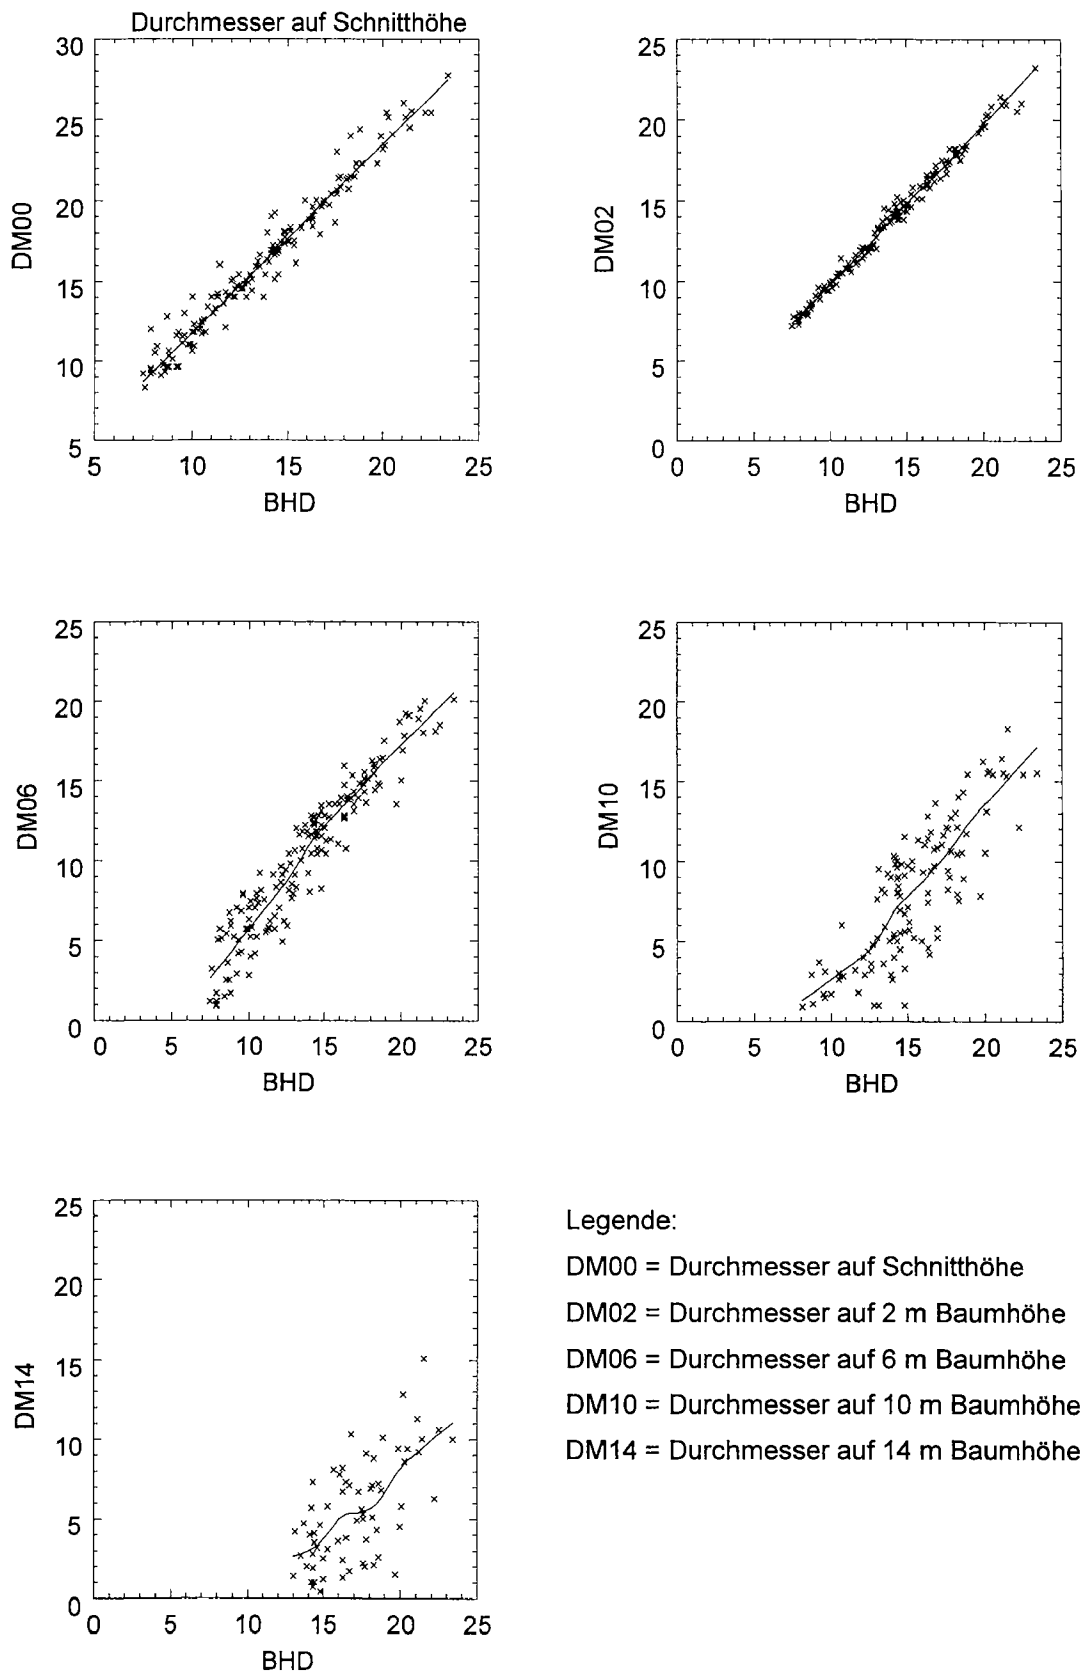 Durchmesser auf Schnitthöhe
30
25
20
15
10
5
DM00
5 10 15 20 25
BHD
25
20
15
10
5
0
DM02
0 5 10 15 20 25
BHD
25
20
15
10
5
0
DM06
0 5 10 15 20 25
BHD
25
20
15
10
5
0
DM10
0 5 10 15 20 25
BHD
25
20
15
10
5
0
DM14
0 5 10 15 20 25
BHD
Legende:
DM00 = Durchmesser auf Schnitthöhe
DM02 = Durchmesser auf 2 m Baumhöhe
DM06 = Durchmesser auf 6 m Baumhöhe
DM10 = Durchmesser auf 10 m Baumhöhe
DM14 = Durchmesser auf 14 m Baumhöhe